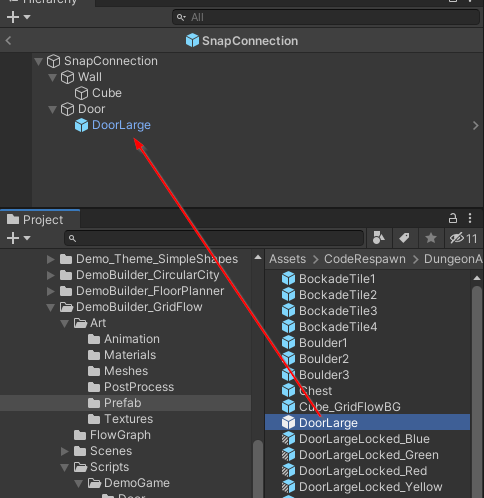 Hierarchy
All
SnapConnection
SnapConnection
Wall
Cube
Door
DoorLarge
Project
11
Demo_Theme_SimpleShapes
DemoBuilder_CircularCity
DemoBuilder_FloorPlanner
DemoBuilder_GridFlow
Art
Animation
Materials
Meshes
PostProcess
Prefab
Textures
FlowGraph
Scenes
Scripts
DemoGame
Door
Assets > CodeRespawn > DungeonA
BockadeTile1
BockadeTile2
BockadeTile3
BockadeTile4
Boulder1
Boulder2
Boulder3
Chest
Cube_GridFlowBG
DoorLarge
DoorLargeLocked_Blue
DoorLargeLocked_Green
DoorLargeLocked_Red
DoorLargeLocked_Yellow